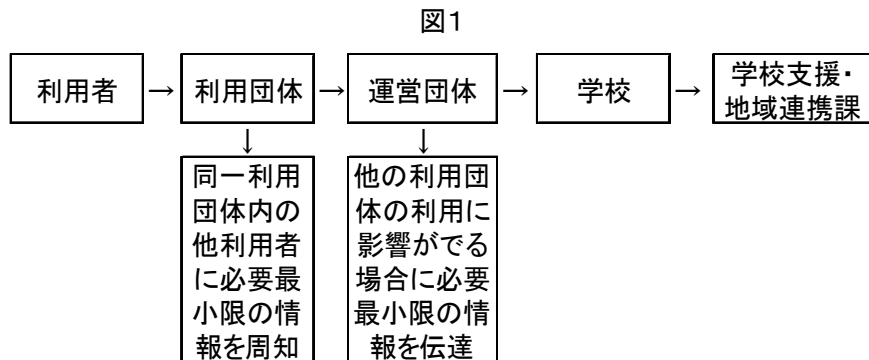 図1
利用者 → 利用団体 → 運営団体 → 学校 → 学校支援・
地域連携課
↓ ↓
同一利用
団体内の
他利用者
に必要最
小限の情
報を周知
他の利用団
体の利用に
影響がでる
場合に必要
最小限の情
報を伝達